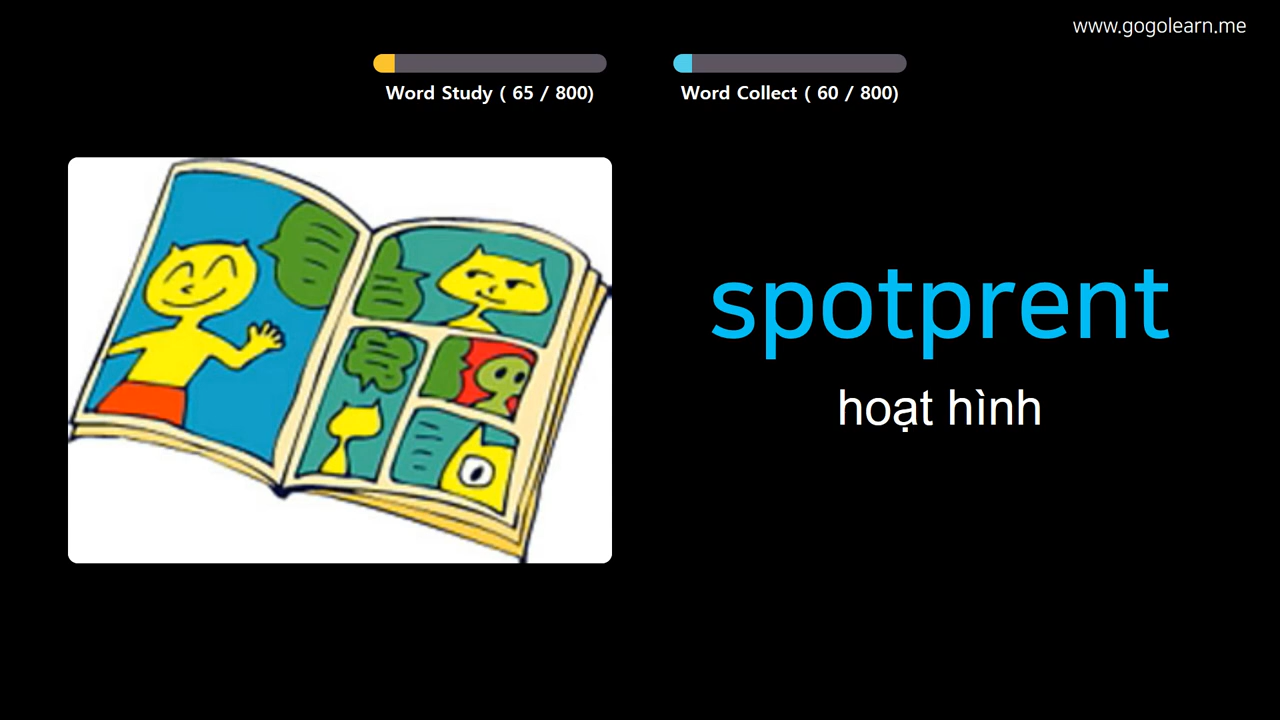 www.gogolearn.me
Word Study ( 65 / 800)
Word Collect ( 60 / 800)
spotprent
hoạt hình